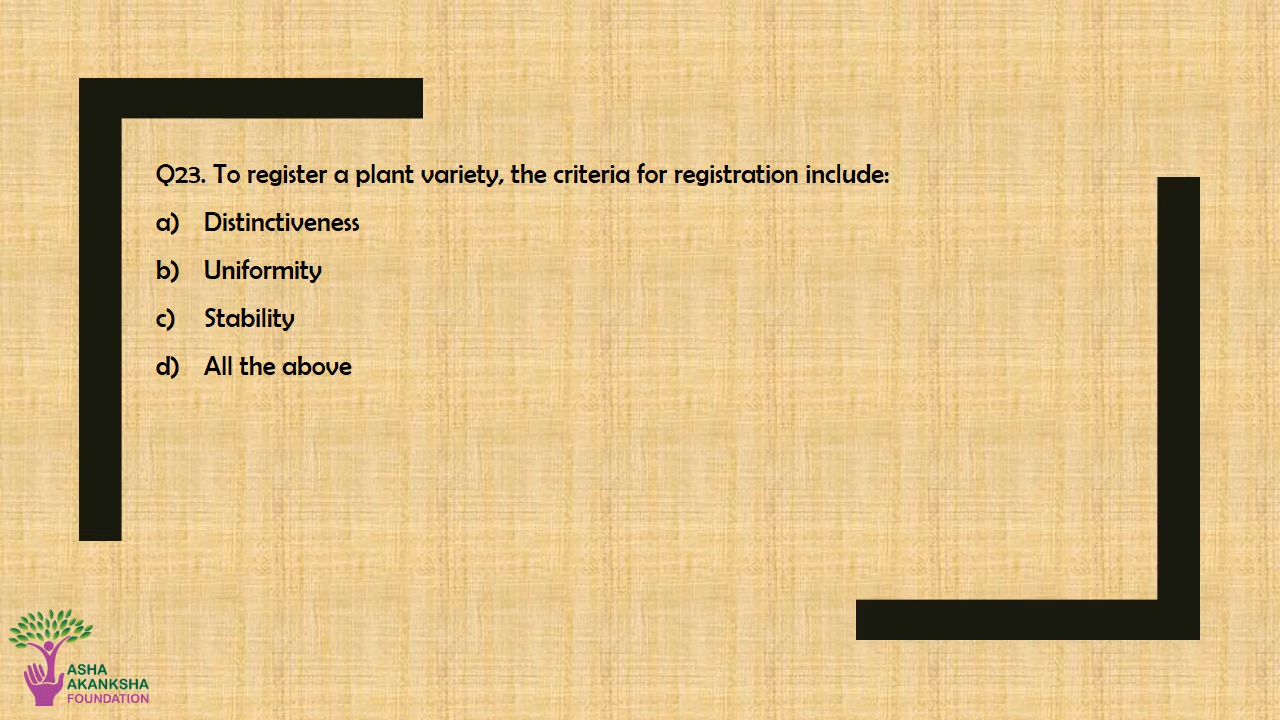 Q23. To register a plant variety, the criteria for registration include:
a) Distinctiveness
b) Uniformity
c) Stability
d) All the above
ASHA
AKANKSHA
FOUNDATION